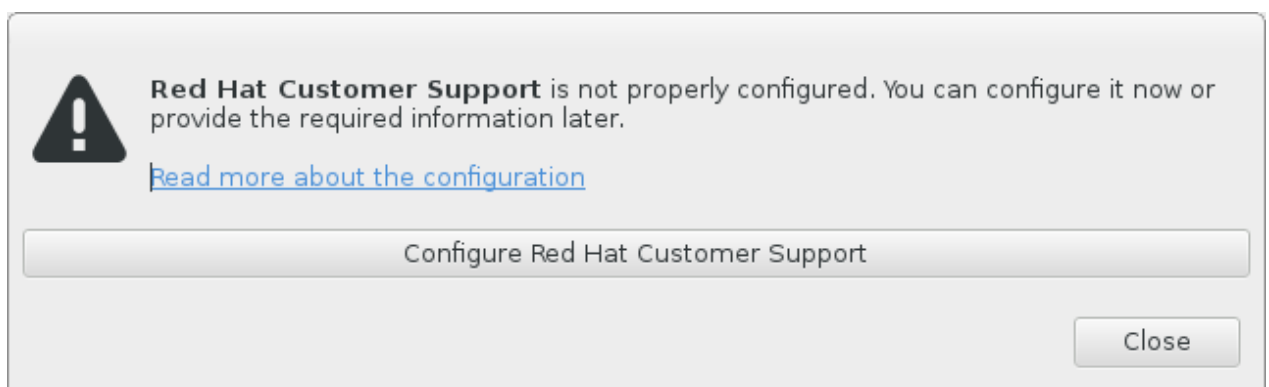 Red Hat Customer Support is not properly configured. You can configure it now or
provide the required information later.
Read more about the configuration
Configure Red Hat Customer Support
Close